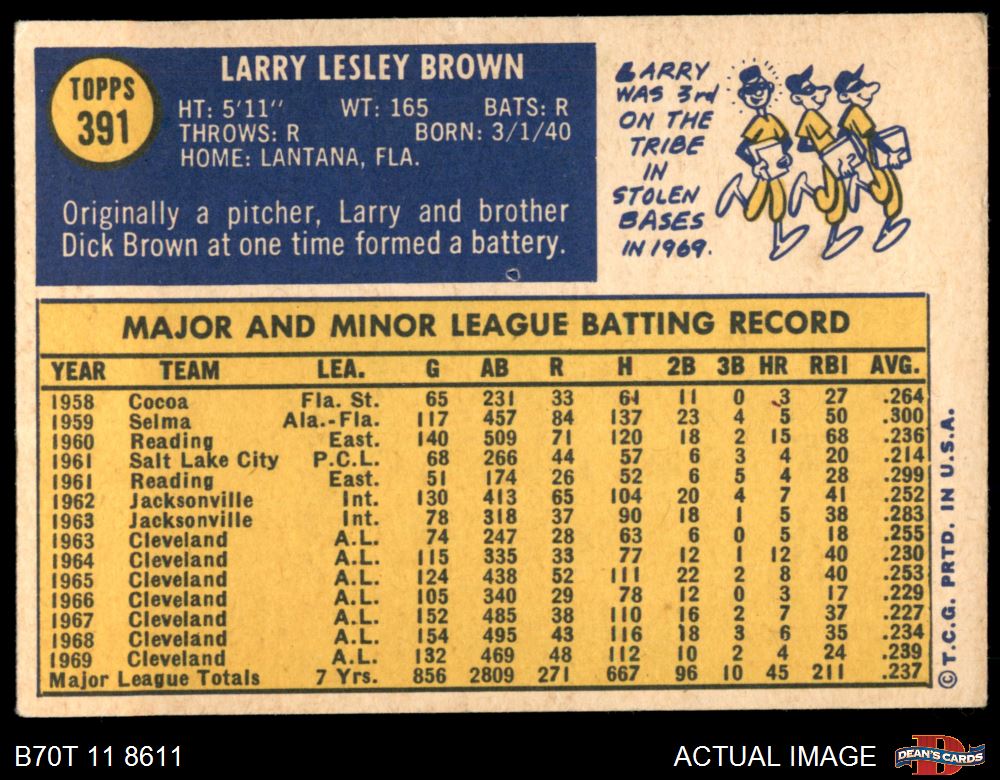 TOPPS
391
LARRY LESLEY BROWN
HT: 5'11" WT: 165 BATS: R
THROWS: R BORN: 3/1/40
HOME: LANTANA, FLA.
Originally a pitcher, Larry and brother
Dick Brown at one time formed a battery.
LARRY
WAS 3rd
ON THE
TRIBE
IN
STOLEN
BASES
IN 1969.
MAJOR AND MINOR LEAGUE BATTING RECORD
YEAR TEAM LEA. G AB R H 2B 3B HR RBI AVG.
1958 Cocoa Fla. St. 65 231 33 61 11 0 3 27 .264
1959 Selma Ala.-Fla. 117 457 84 137 23 4 5 50 .300
1960 Reading East. 140 509 71 120 18 2 15 68 .236
1961 Salt Lake City P.C.L. 68 266 44 57 6 3 4 20 .214
1961 Reading East. 51 174 26 52 6 5 4 28 .299
1962 Jacksonville Int. 130 413 65 104 20 4 7 41 .252
1963 Jacksonville Int. 78 318 37 90 18 1 5 38 .283
1963 Cleveland A.L. 74 247 28 63 6 0 5 18 .255
1964 Cleveland A.L. 115 335 33 77 12 1 12 40 .230
1965 Cleveland A.L. 124 438 52 111 22 2 8 40 .253
1966 Cleveland A.L. 105 340 29 78 12 0 3 17 .229
1967 Cleveland A.L. 152 485 38 110 16 2 7 37 .227
1968 Cleveland A.L. 154 495 43 116 18 3 6 35 .234
1969 Cleveland A.L. 132 469 48 112 10 2 4 24 .239
Major League Totals 7 Yrs. 856 2809 271 667 96 10 45 211 .237
©T.C.G. PRTD. IN U.S.A.
B70T 11 8611
ACTUAL IMAGE
DEAN'S CARDS